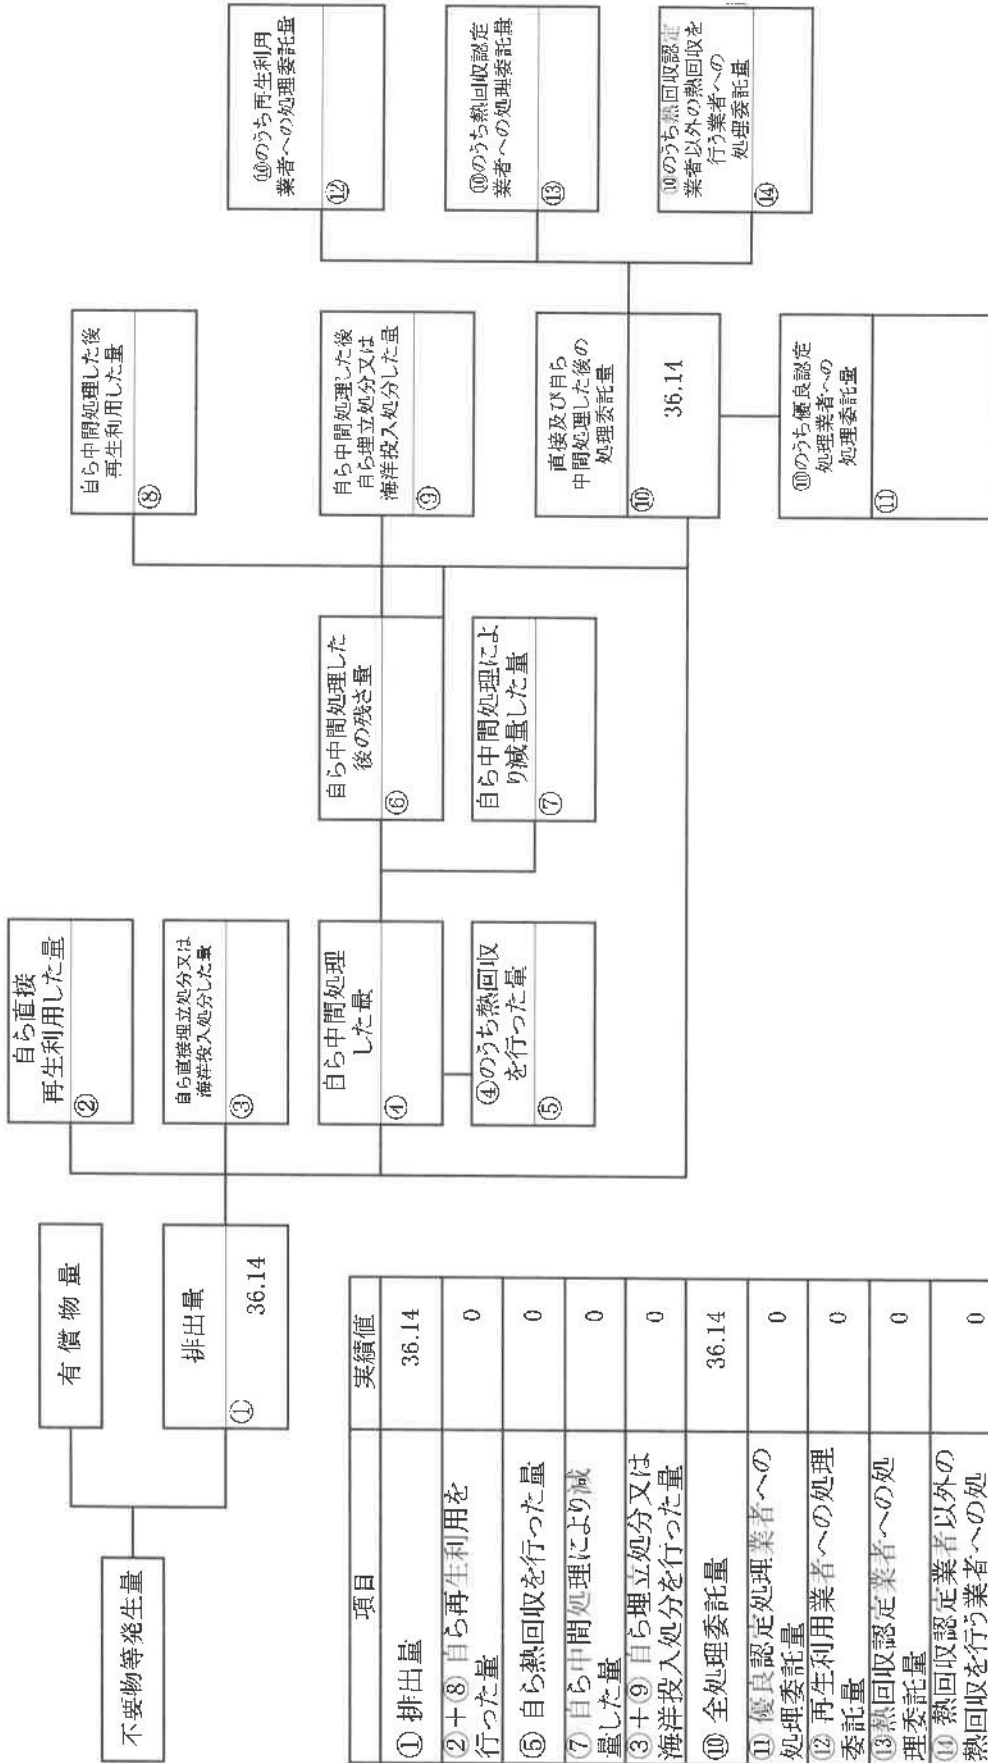 不要物等発生量
有償物量
排出量
①
36.14
自ら直接
再生利用した量
②
自ら直接埋立処分又は
海洋投入処分した量
③
自ら中間処理
した量
④
④のうち熱回収
を行った量
⑤
自ら中間処理した
後の残さ量
⑥
自ら中間処理によ
り減量した量
⑦
自ら中間処理した後
再生利用した量
⑧
自ら中間処理した後
自ら埋立処分又は
海洋投入処分した量
⑨
直接及び自ら
中間処理した後の
処理委託量
⑩
36.14
⑩のうち優良認定
処理業者への
処理委託量
⑪
⑩のうち再生利用
業者への処理委託量
⑫
⑩のうち熱回収認定
業者への処理委託量
⑬
⑩のうち熱回収認定
業者以外の熱回収を
行う業者への
処理委託量
⑭
項目 実績値
①排出量 36.14
②+⑧自ら再生利用を
行った量 0
⑤自ら熱回収を行った量 0
⑦自ら中間処理により減
量した量 0
③+⑨自ら埋立処分又は
海洋投入処分を行った量 0
⑩全処理委託量 36.14
⑪優良認定処理業者への
処理委託量 0
⑫再生利用業者への処理
委託量 0
⑬熱回収認定業者への処
理委託量 0
⑭熱回収認定業者以外の
熱回収を行う業者への処 0